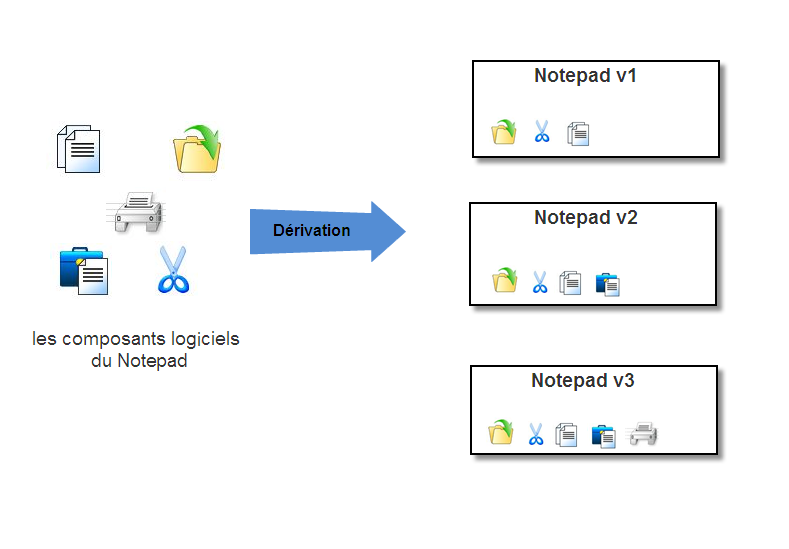 les composants logiciels
du Notepad
Dérivation
Notepad v1
Notepad v2
Notepad v3